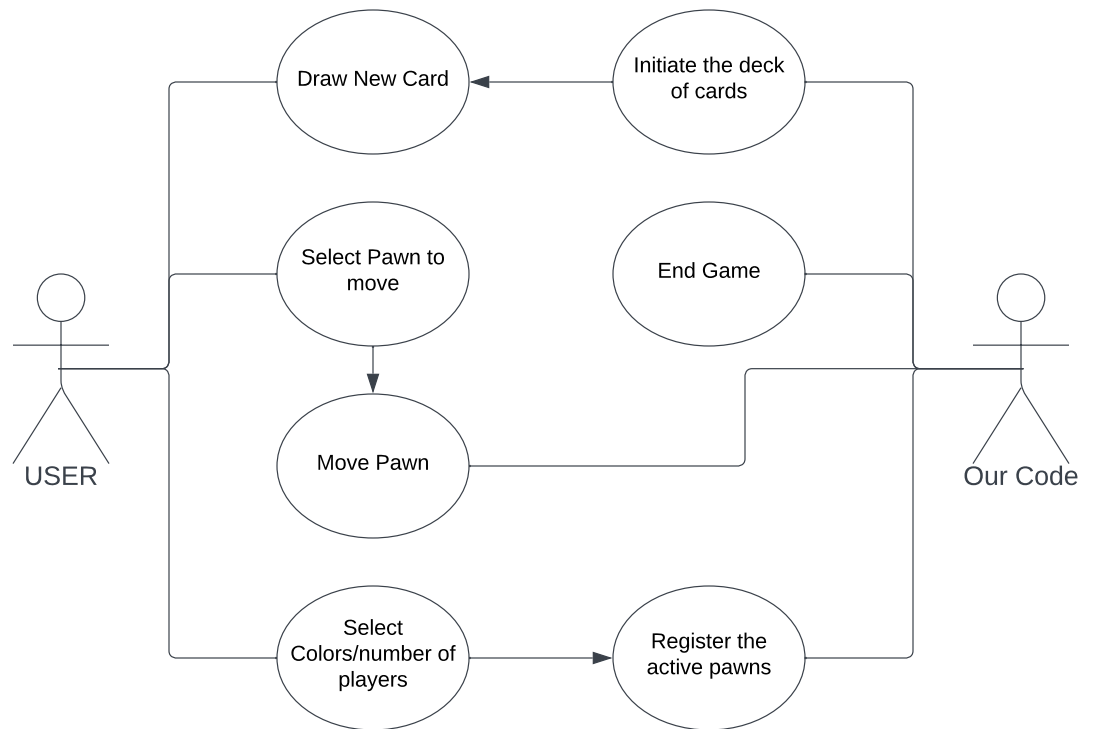 Draw New Card
Initiate the deck
of cards
Select Pawn to
move
End Game
USER
Move Pawn
Our Code
Select
Colors/number of
players
Register the
active pawns